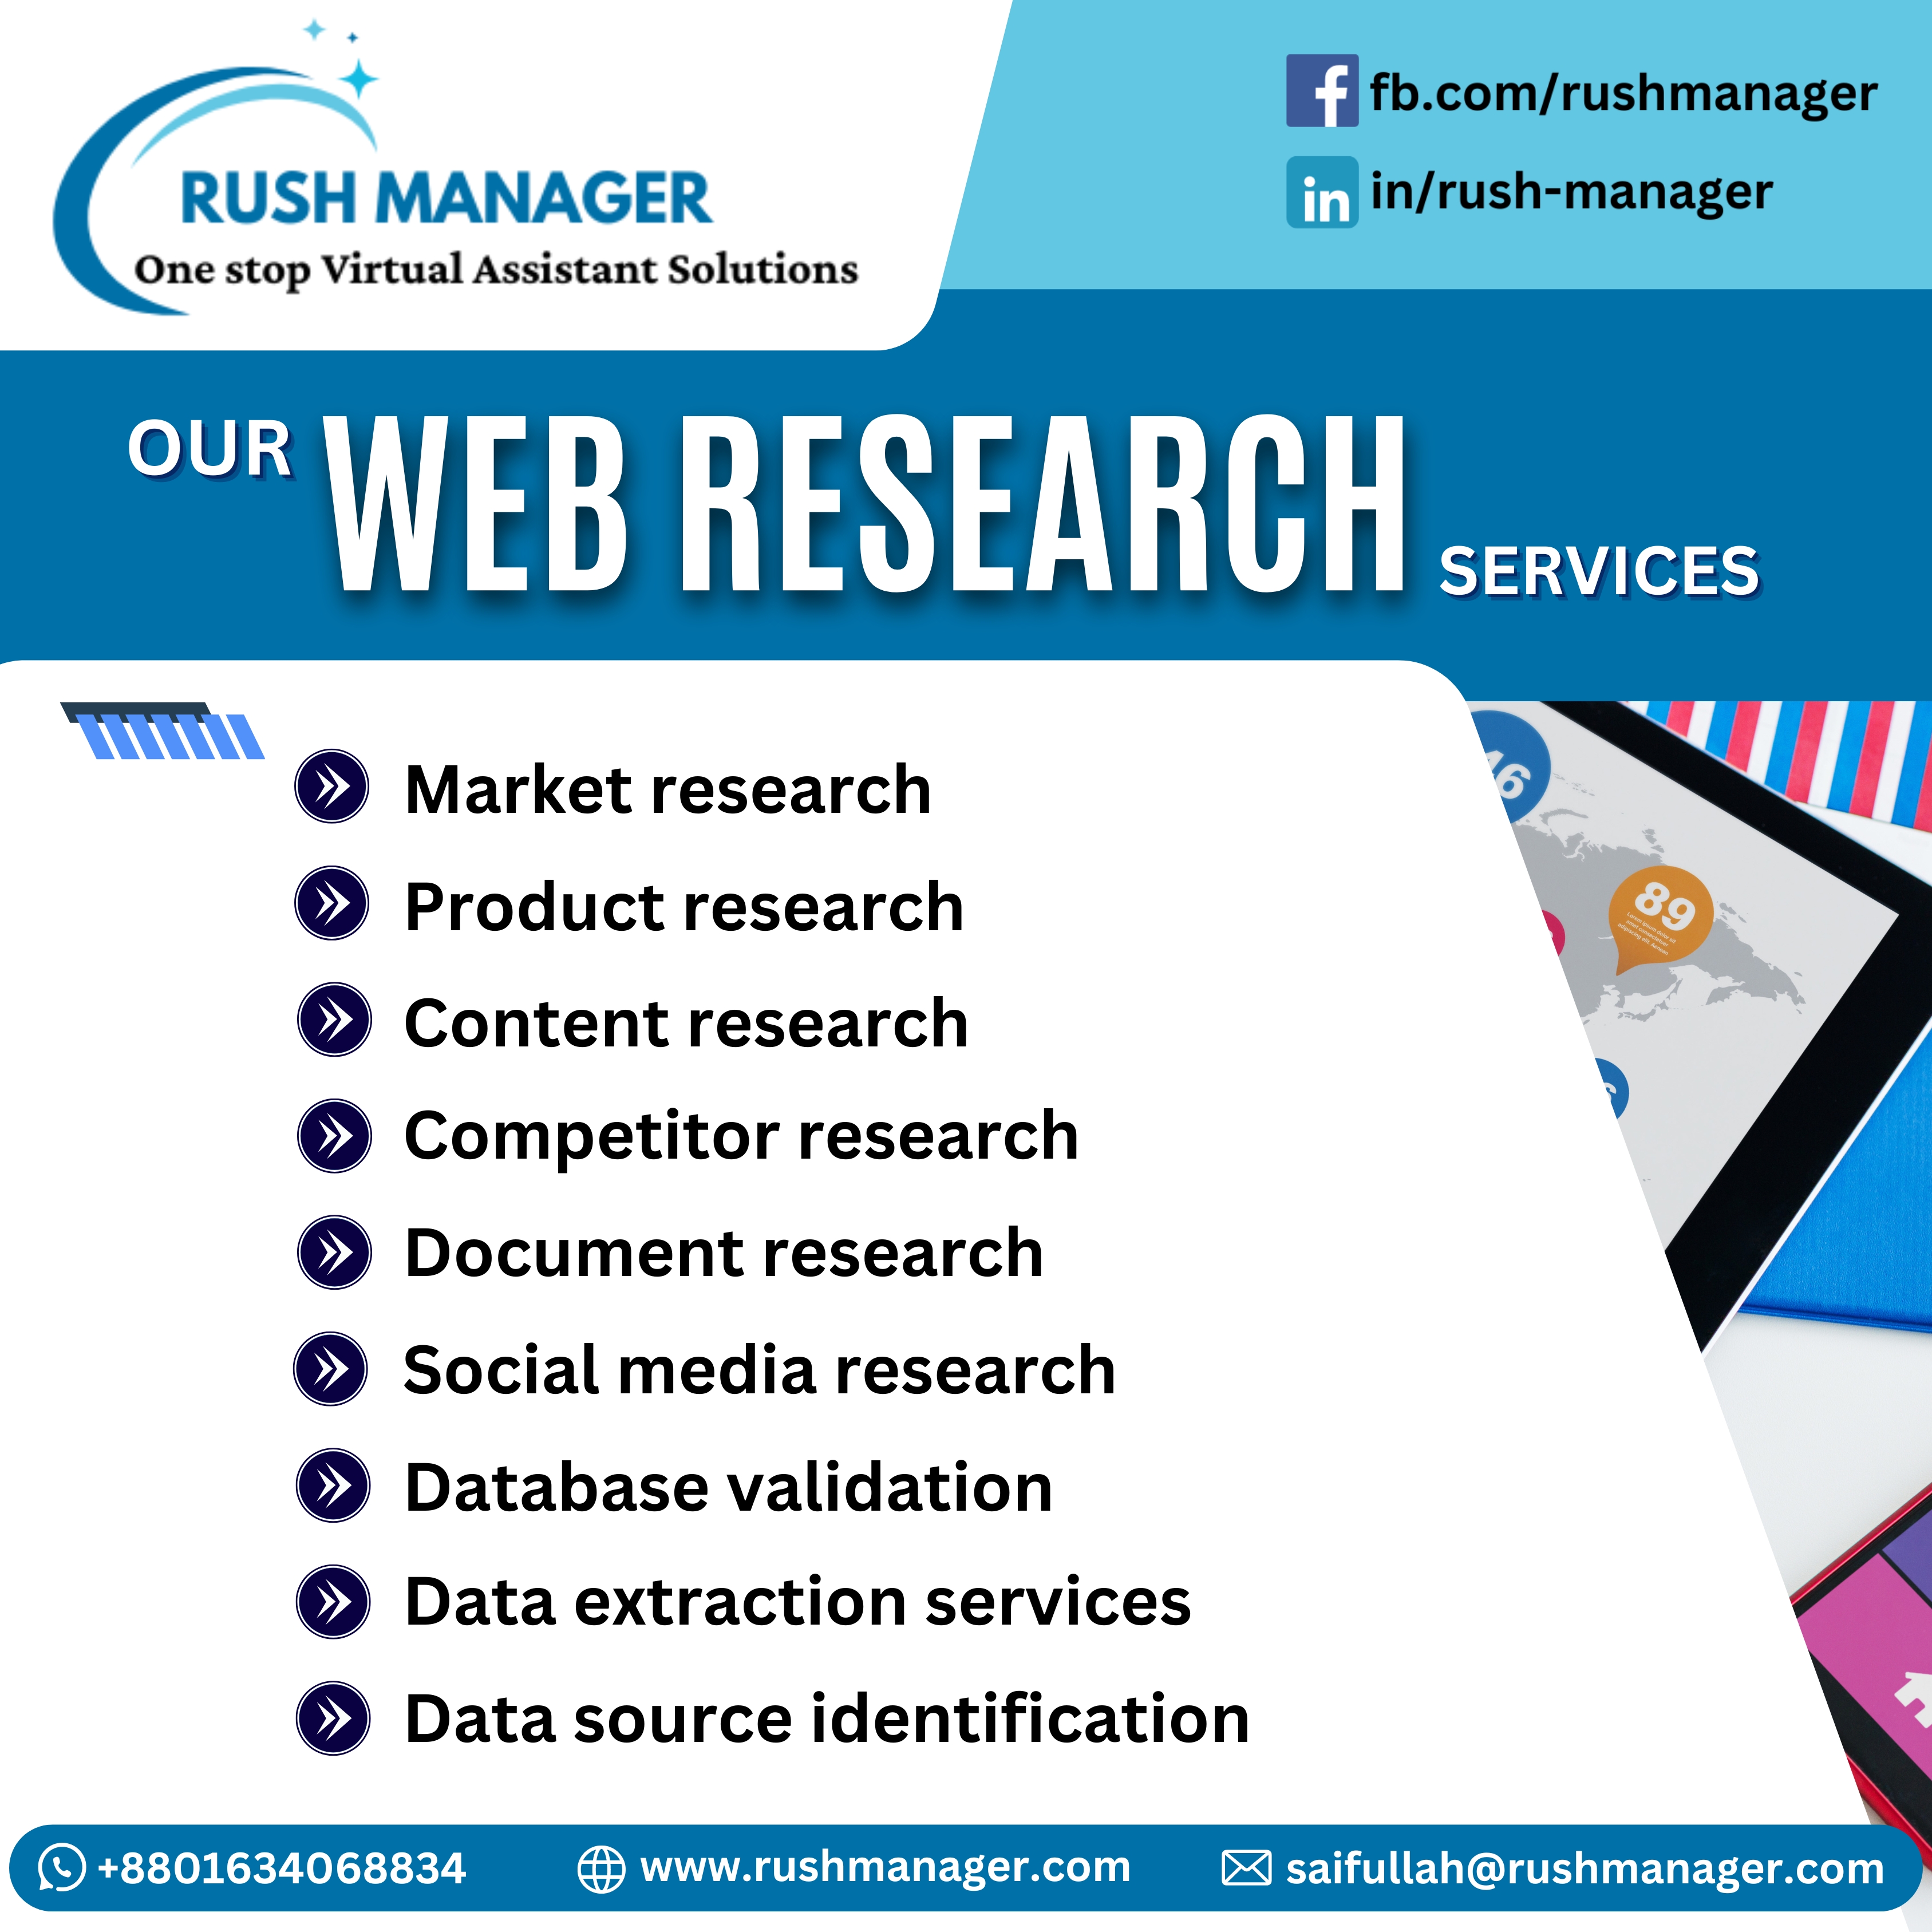 RUSH MANAGER
One stop Virtual Assistant Solutions
fb.com/rushmanager
in
in/rush-manager
OUR WEB RESEARCH SERVICES
Market research
Product research
Content research
Competitor research
Document research
Social media research
Database validation
Data extraction services
Data source identification
46
89
+8801634068834
www.rushmanager.com
saifullah@rushmanager.com